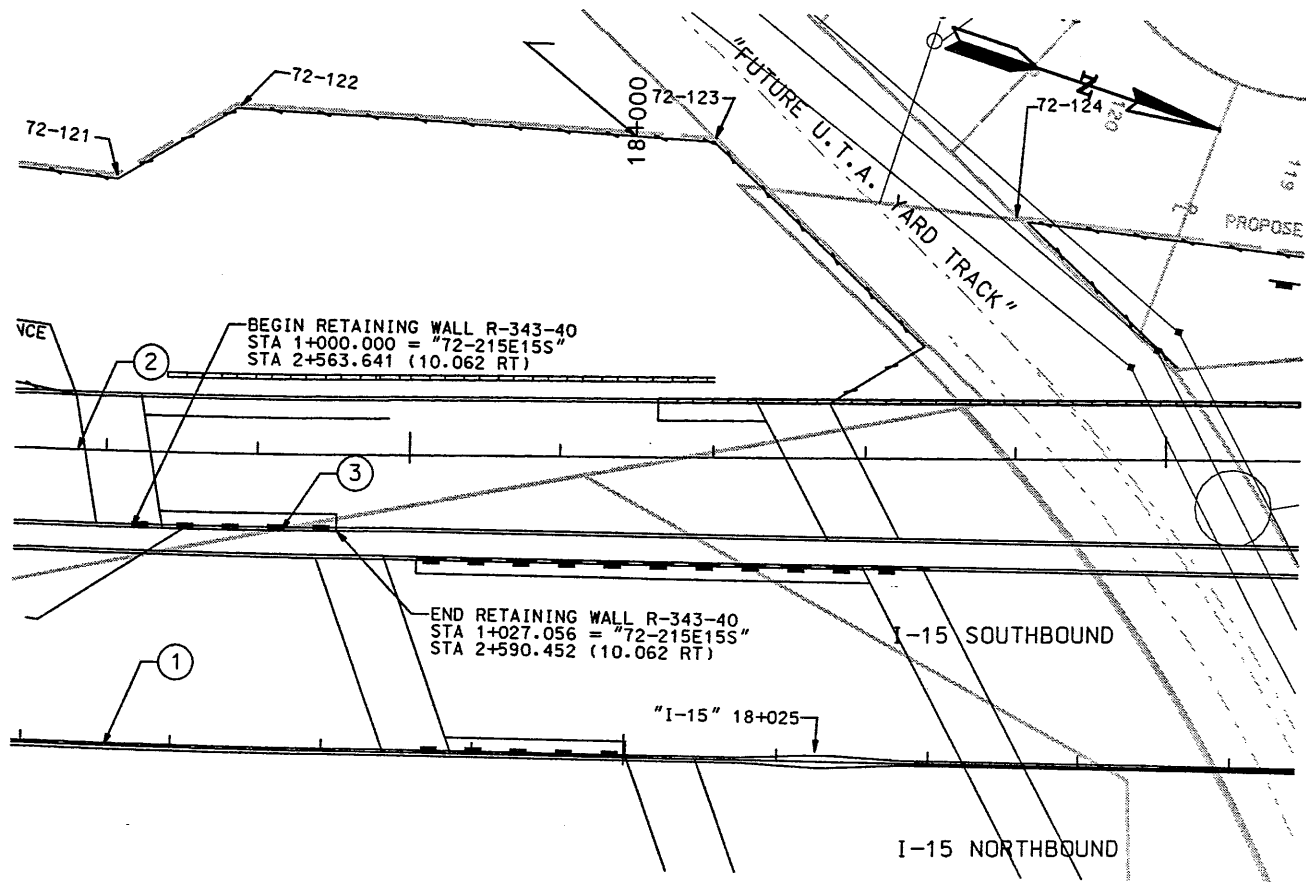 72-121
72-122
18+000
72-123
"FUTURE U.T.A. YARD TRACK"
72-124
N
120
119
PL
PROPOSE
NCE
2
BEGIN RETAINING WALL R-343-40
STA 1+000.000 = "72-215E15S"
STA 2+563.641 (10.062 RT)
3
END RETAINING WALL R-343-40
STA 1+027.056 = "72-215E15S"
STA 2+590.452 (10.062 RT)
I-15 SOUTHBOUND
1
"I-15" 18+025
I-15 NORTHBOUND